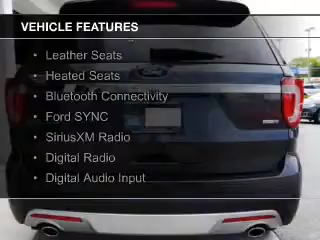 VEHICLE FEATURES
• Leather Seats
• Heated Seats
• Bluetooth Connectivity
• Ford SYNC
• SiriusXM Radio
• Digital Radio
• Digital Audio Input